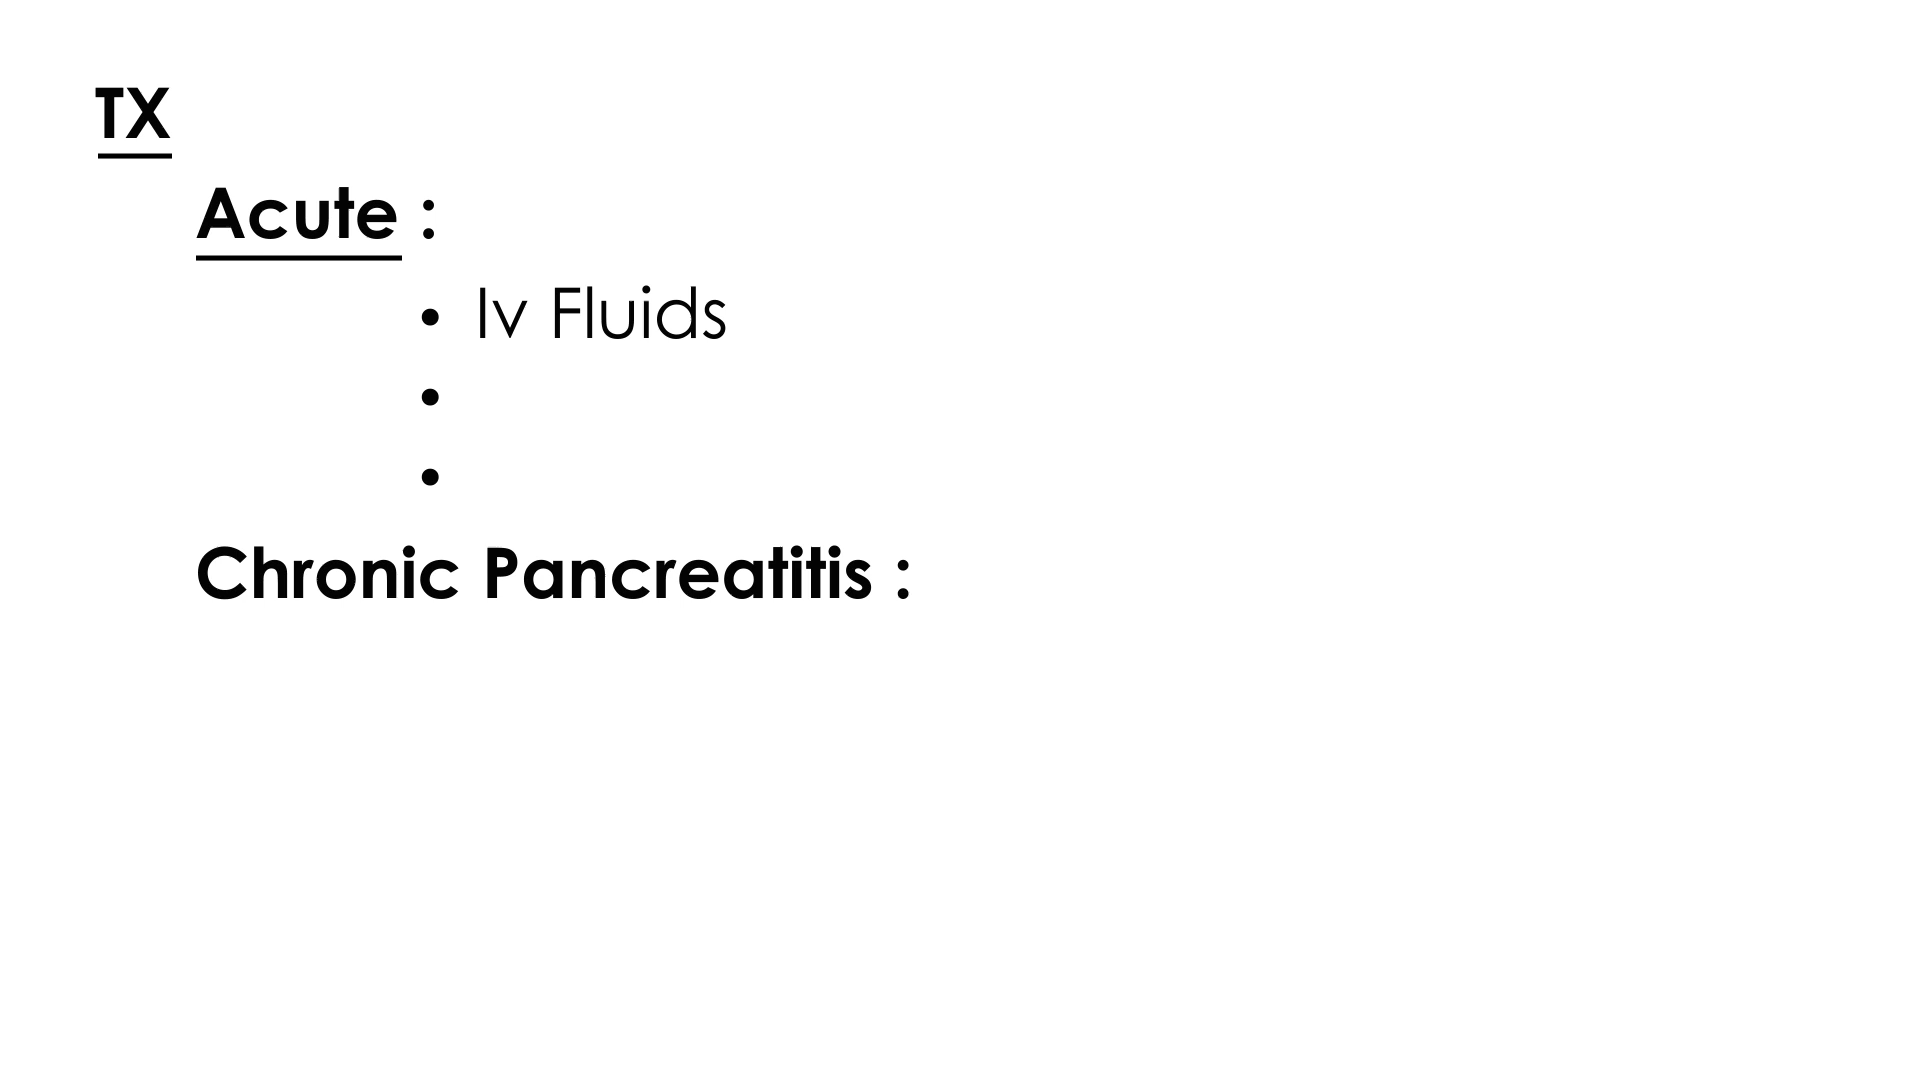 TX
Acute :
• Iv Fluids
•
•
Chronic Pancreatitis :